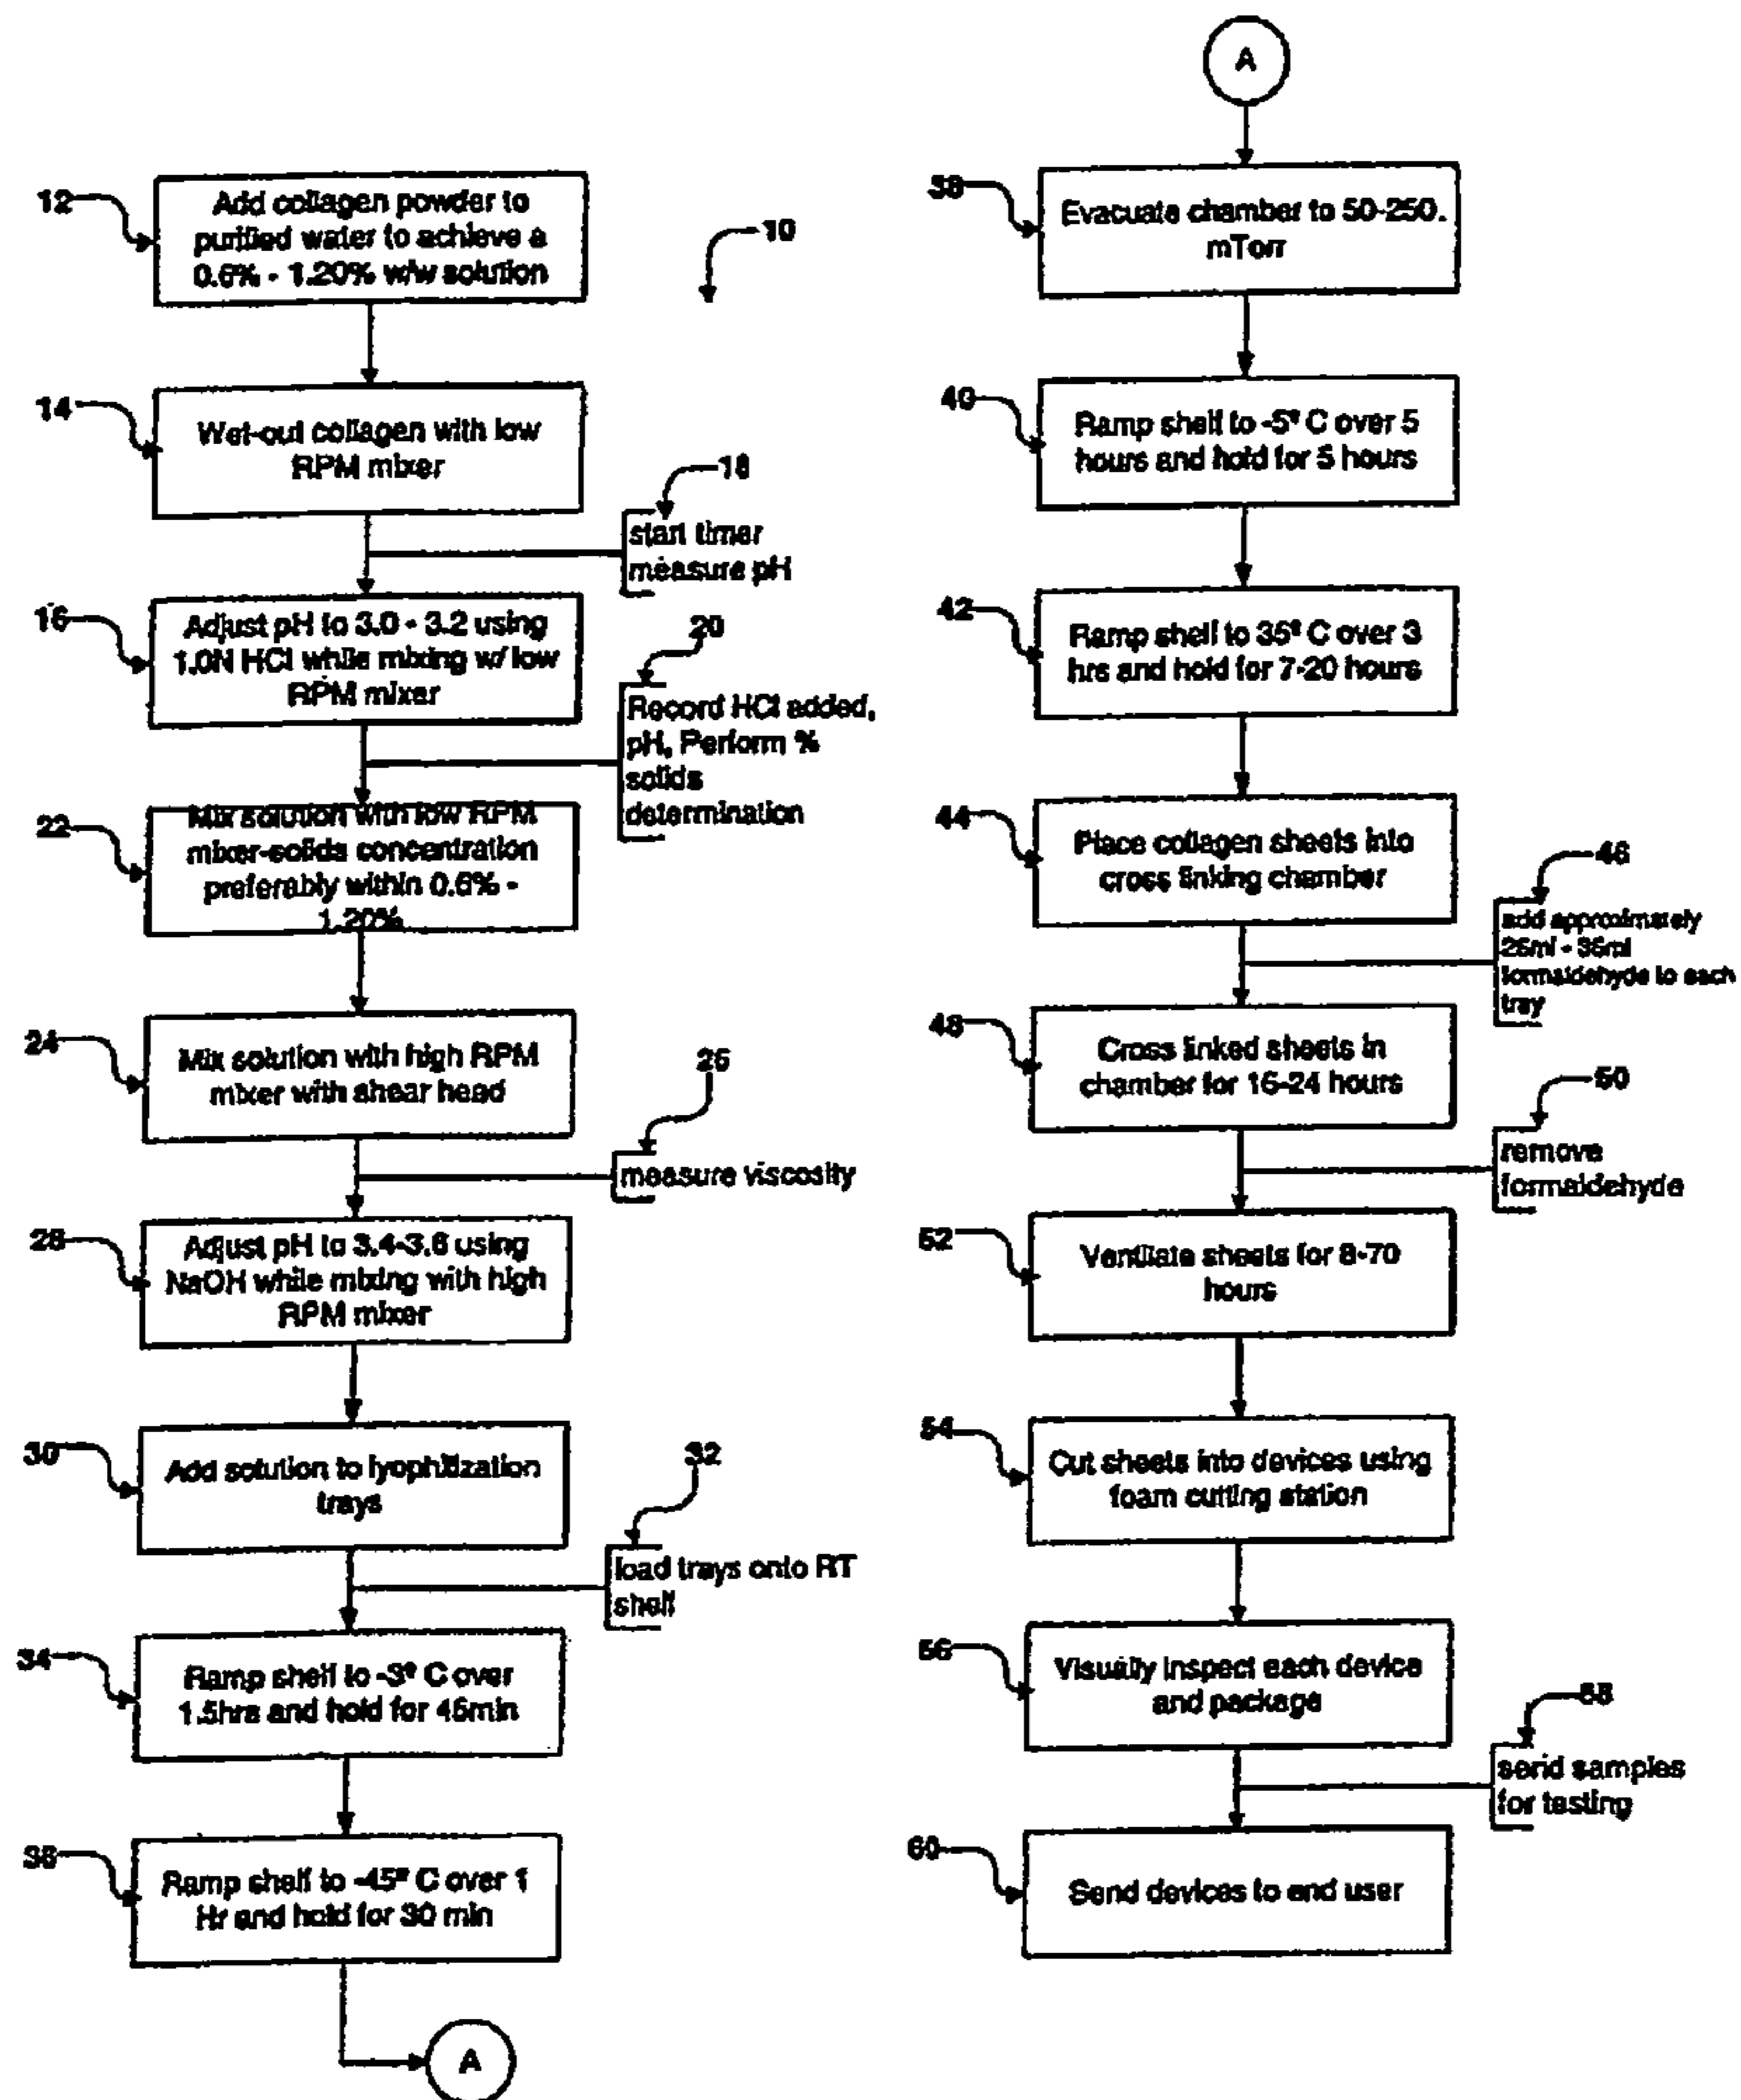 12
Add collagen powder to
purified water to achieve a
0.6% - 1.20% w/w solution
10
14
Wet-out collagen with low
RPM mixer
18
start timer
measure pH
16
Adjust pH to 3.0 - 3.2 using
1.0N HCl while mixing w/ low
RPM mixer
20
Record HCl added,
pH, Perform %
solids
determination
22
Mix solution with low RPM
mixer-solids concentration
preferably within 0.6% -
1.20%
24
Mix solution with high RPM
mixer with shear head
26
measure viscosity
28
Adjust pH to 3.4-3.6 using
NaOH while mixing with high
RPM mixer
30
Add solution to lyophilization
trays
32
load trays onto RT
shelf
34
Ramp shelf to -3° C over
1.5hrs and hold for 45min
36
Ramp shelf to -45° C over 1
Hr and hold for 30 min
A
A
38
Evacuate chamber to 50-250.
mTorr
40
Ramp shelf to -5° C over 5
hours and hold for 5 hours
42
Ramp shelf to 35° C over 3
hrs and hold for 7-20 hours
44
Place collagen sheets into
cross linking chamber
46
add approximately
25ml - 35ml
formaldehyde to each
tray
48
Cross linked sheets in
chamber for 16-24 hours
50
remove
formaldehyde
52
Ventilate sheets for 8-70
hours
54
Cut sheets into devices using
foam cutting station
56
Visually inspect each device
and package
58
send samples
for testing
60
Send devices to end user